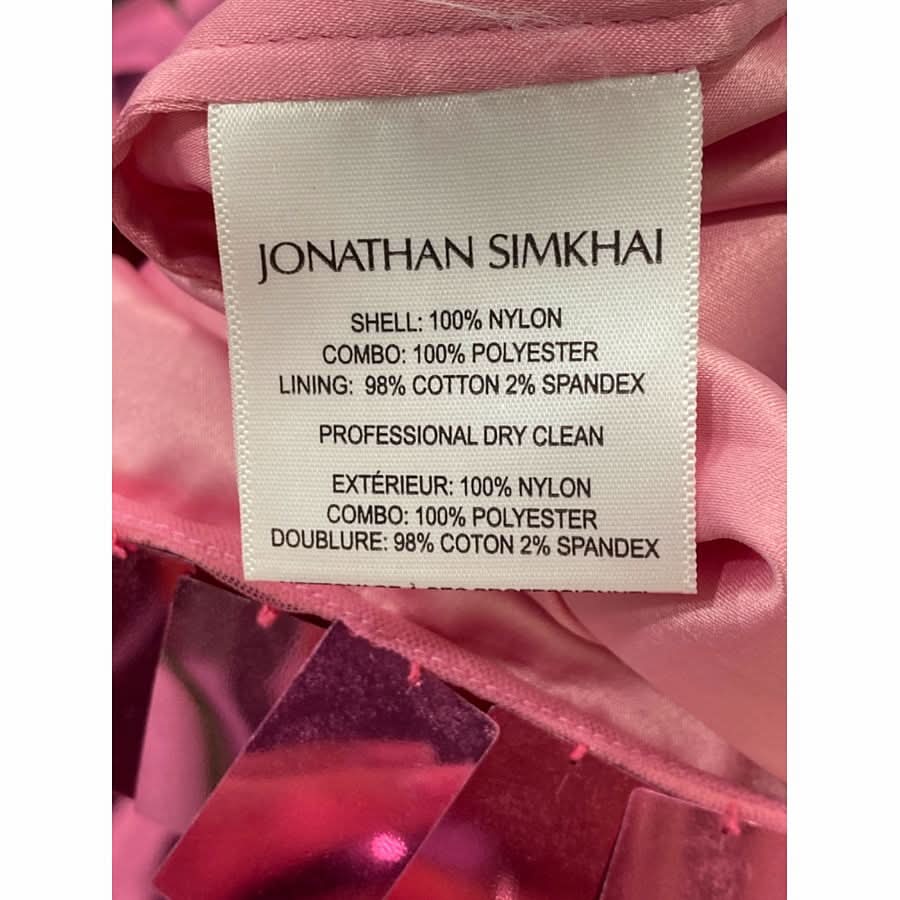 JONATHAN SIMKHAI
SHELL: 100% NYLON
COMBO: 100% POLYESTER
LINING: 98% COTTON 2% SPANDEX
PROFESSIONAL DRY CLEAN
EXTÉRIEUR: 100% NYLON
COMBO: 100% POLYESTER
DOUBLURE: 98% COTON 2% SPANDEX